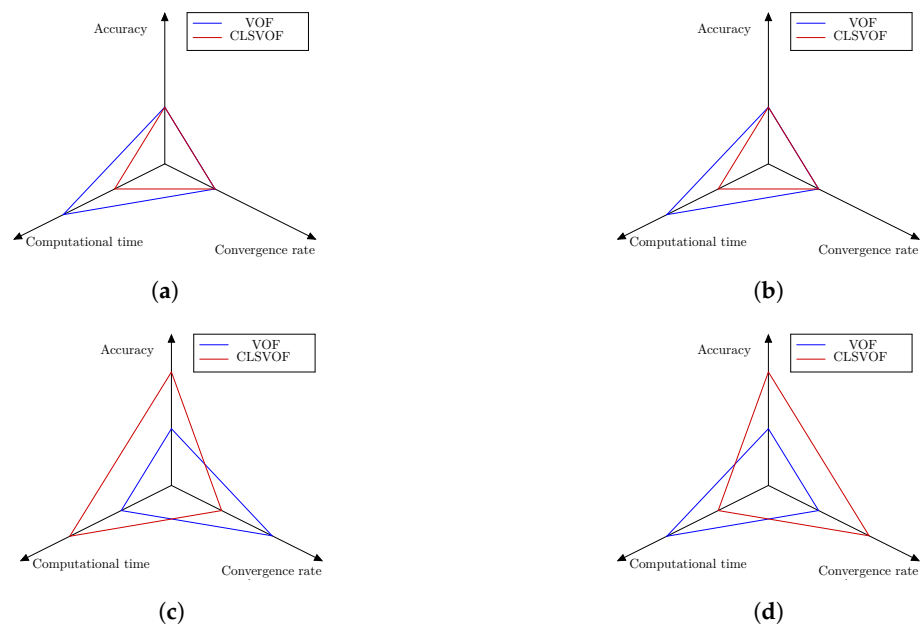 Accuracy
VOF
CLSVOF
Computational time
Convergence rate
(a)
Accuracy
VOF
CLSVOF
Computational time
Convergence rate
(b)
Accuracy
VOF
CLSVOF
Computational time
Convergence rate
(c)
Accuracy
VOF
CLSVOF
Computational time
Convergence rate
(d)